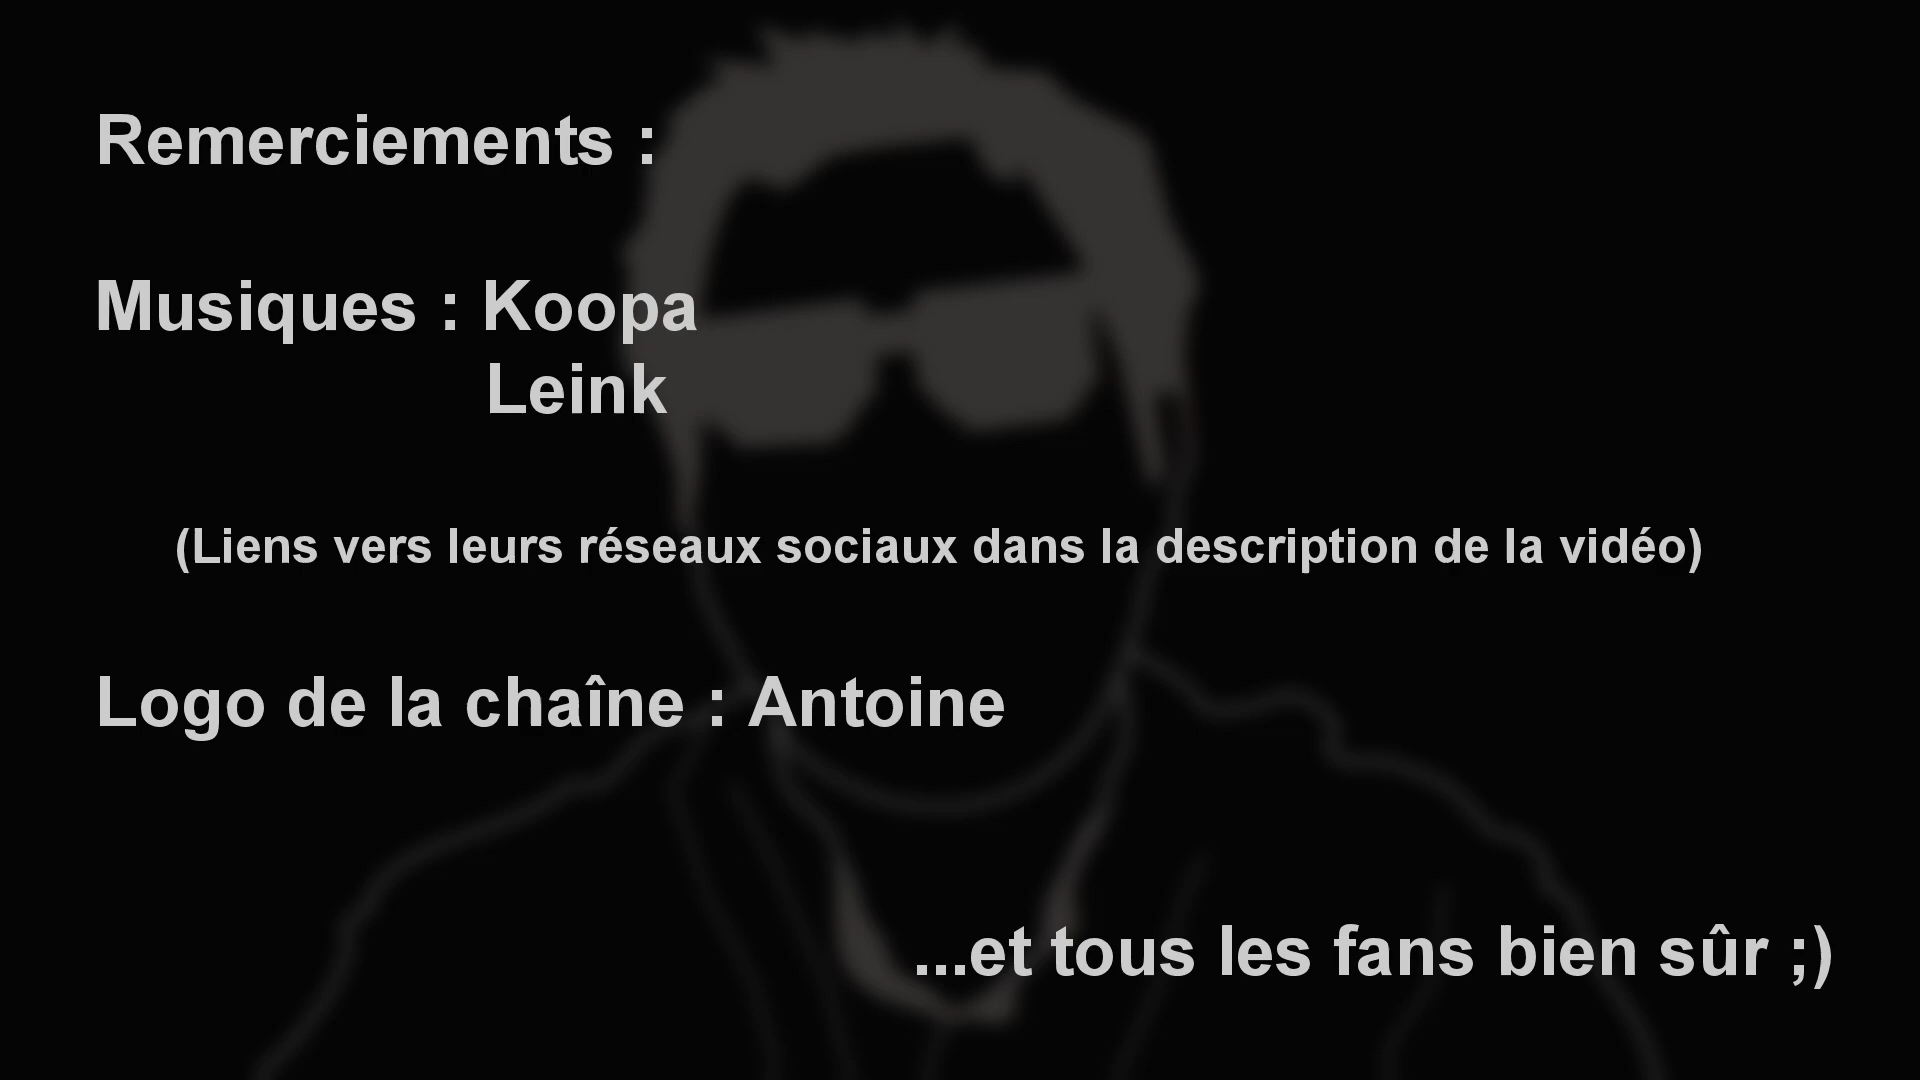 Remerciements :
Musiques : Koopa
Leink
(Liens vers leurs réseaux sociaux dans la description de la vidéo)
Logo de la chaîne : Antoine
...et tous les fans bien sûr ;)